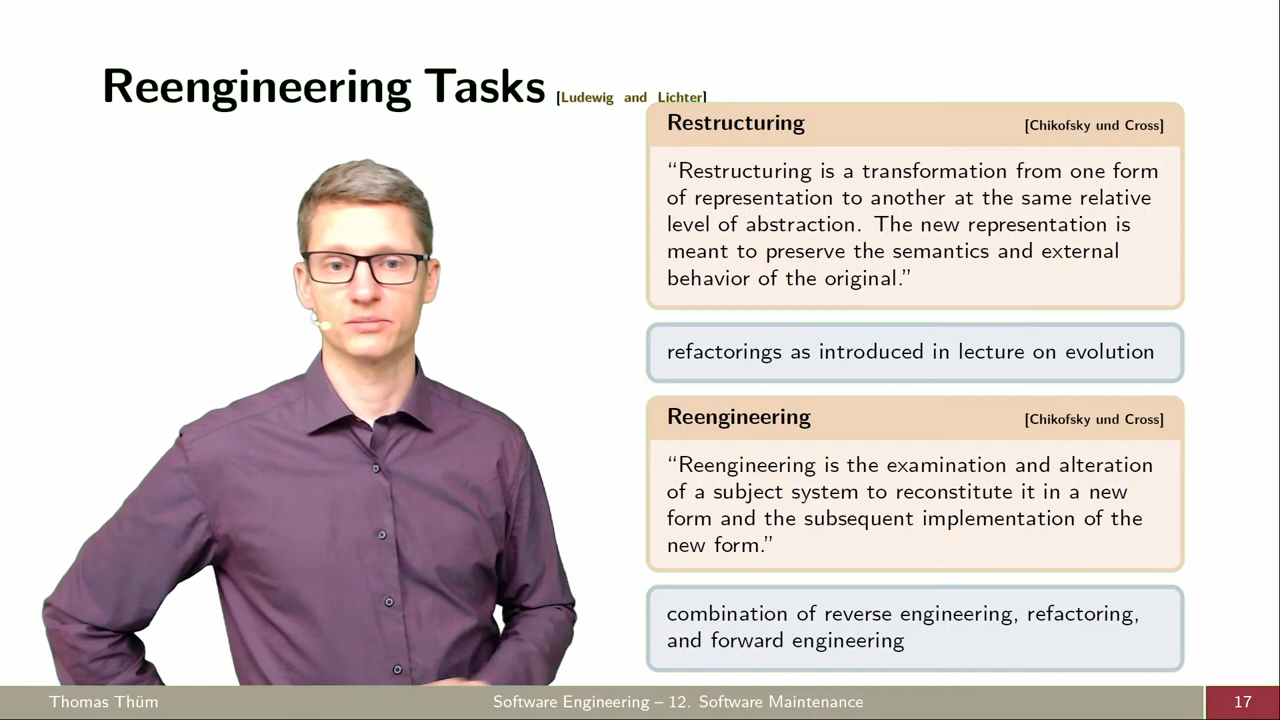 Reengineering Tasks [Ludewig and Lichter]
Restructuring [Chikofsky und Cross]
“Restructuring is a transformation from one form
of representation to another at the same relative
level of abstraction. The new representation is
meant to preserve the semantics and external
behavior of the original.”
refactorings as introduced in lecture on evolution
Reengineering [Chikofsky und Cross]
“Reengineering is the examination and alteration
of a subject system to reconstitute it in a new
form and the subsequent implementation of the
new form.”
combination of reverse engineering, refactoring,
and forward engineering
Thomas Thüm Software Engineering – 12. Software Maintenance 17